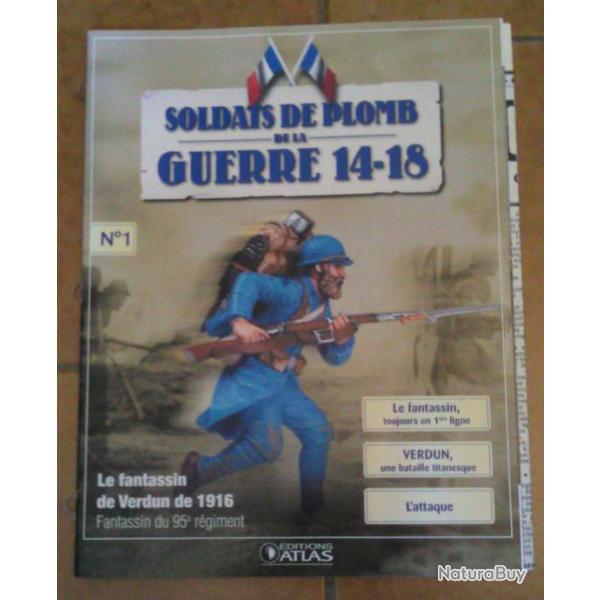 SOLDATS DE PLOMB
DE LA
GUERRE 14-18
N°1
Le fantassin,
toujours en 1ère ligne
VERDUN,
une bataille titanesque
L'attaque
Le fantassin
de Verdun de 1916
Fantassin du 95e régiment
EDITIONS
ATLAS
NaturaBuy